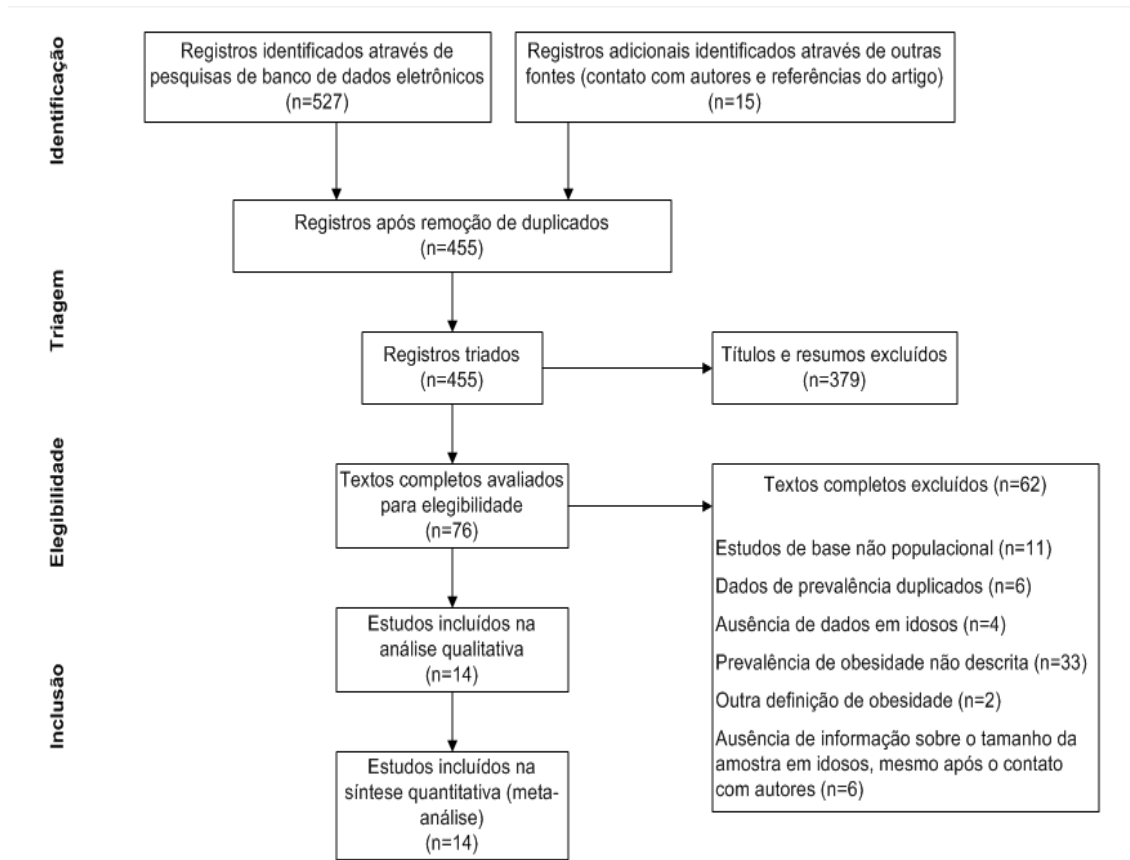 Identificação
Registros identificados através de
pesquisas de banco de dados eletrônicos
(n=527)
Registros adicionais identificados através de outras
fontes (contato com autores e referências do artigo)
(n=15)
Registros após remoção de duplicados
(n=455)
Triagem
Registros triados
(n=455)
Títulos e resumos excluídos
(n=379)
Elegibilidade
Textos completos avaliados
para elegibilidade
(n=76)
Textos completos excluídos (n=62)
Estudos de base não populacional (n=11)
Dados de prevalência duplicados (n=6)
Ausência de dados em idosos (n=4)
Prevalência de obesidade não descrita (n=33)
Outra definição de obesidade (n=2)
Ausência de informação sobre o tamanho da
amostra em idosos, mesmo após o contato
com autores (n=6)
Inclusão
Estudos incluídos na
análise qualitativa
(n=14)
Estudos incluídos na
síntese quantitativa (meta-
análise)
(n=14)